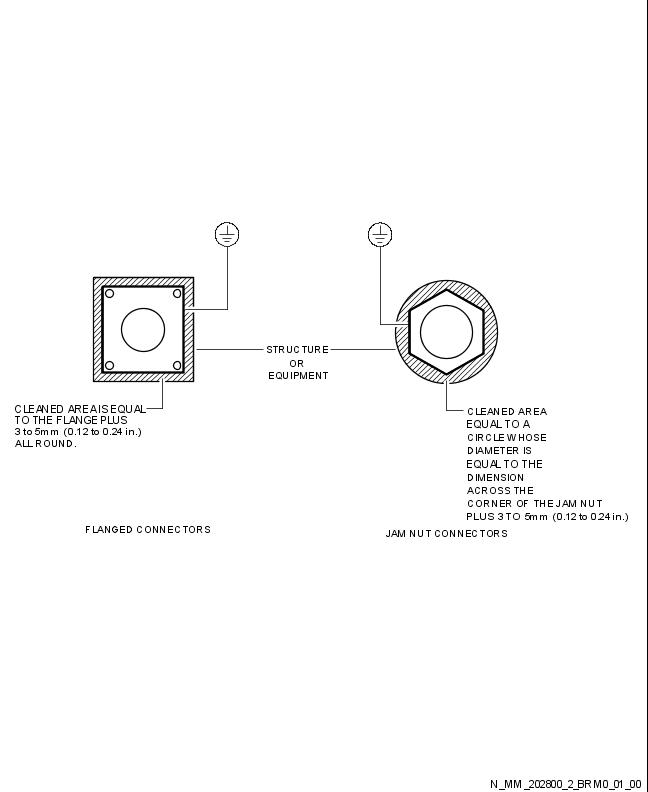 STRUCTURE
OR
EQUIPMENT
CLEANED AREA IS EQUAL
TO THE FLANGE PLUS
3 to 5mm (0.12 to 0.24 in.)
ALL ROUND.
CLEANED AREA
EQUAL TO A
CIRCLE WHOSE
DIAMETER IS
EQUAL TO THE
DIMENSION
ACROSS THE
CORNER OF THE JAM NUT
PLUS 3 TO 5mm (0.12 to 0.24 in.)
FLANGED CONNECTORS
JAM NUT CONNECTORS
N_MM_202800_2_BRM0_01_00